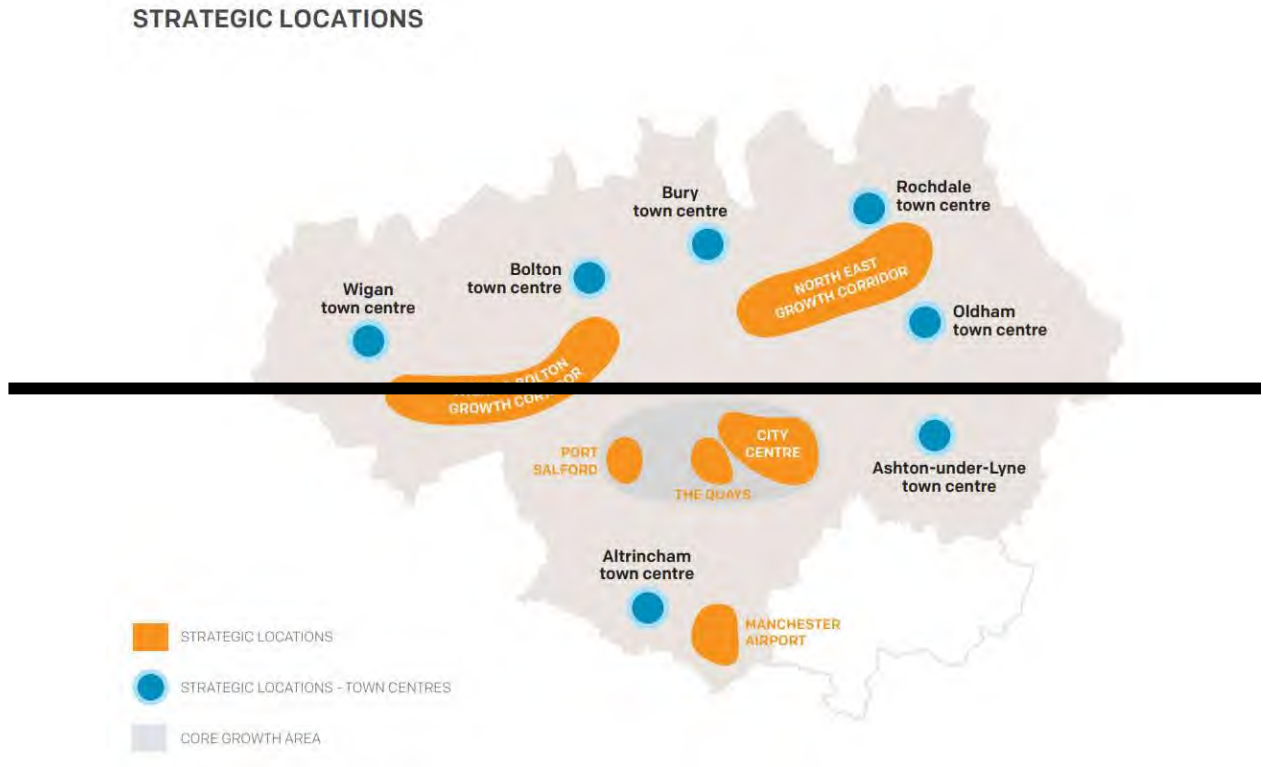 STRATEGIC LOCATIONS
Bury
town centre
Rochdale
town centre
Bolton
town centre
NORTH EAST
GROWTH CORRIDOR
Wigan
town centre
Oldham
town centre
BOLTON
GROWTH CORRIDOR
CITY
CENTRE
PORT
SALFORD
THE QUAYS
Ashton-under-Lyne
town centre
Altrincham
town centre
MANCHESTER
AIRPORT
STRATEGIC LOCATIONS
STRATEGIC LOCATIONS - TOWN CENTRES
CORE GROWTH AREA